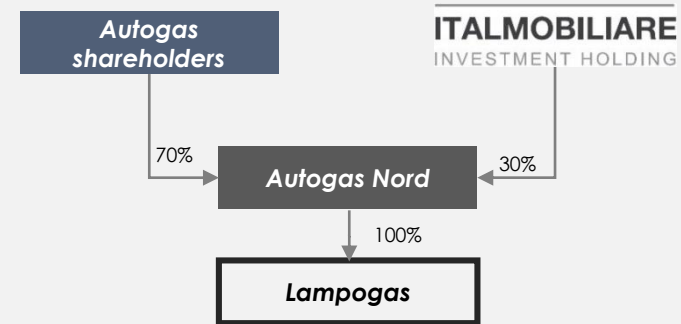 Autogas
shareholders
ITALMOBILIARE
INVESTMENT HOLDING
70%
30%
Autogas Nord
100%
Lampogas